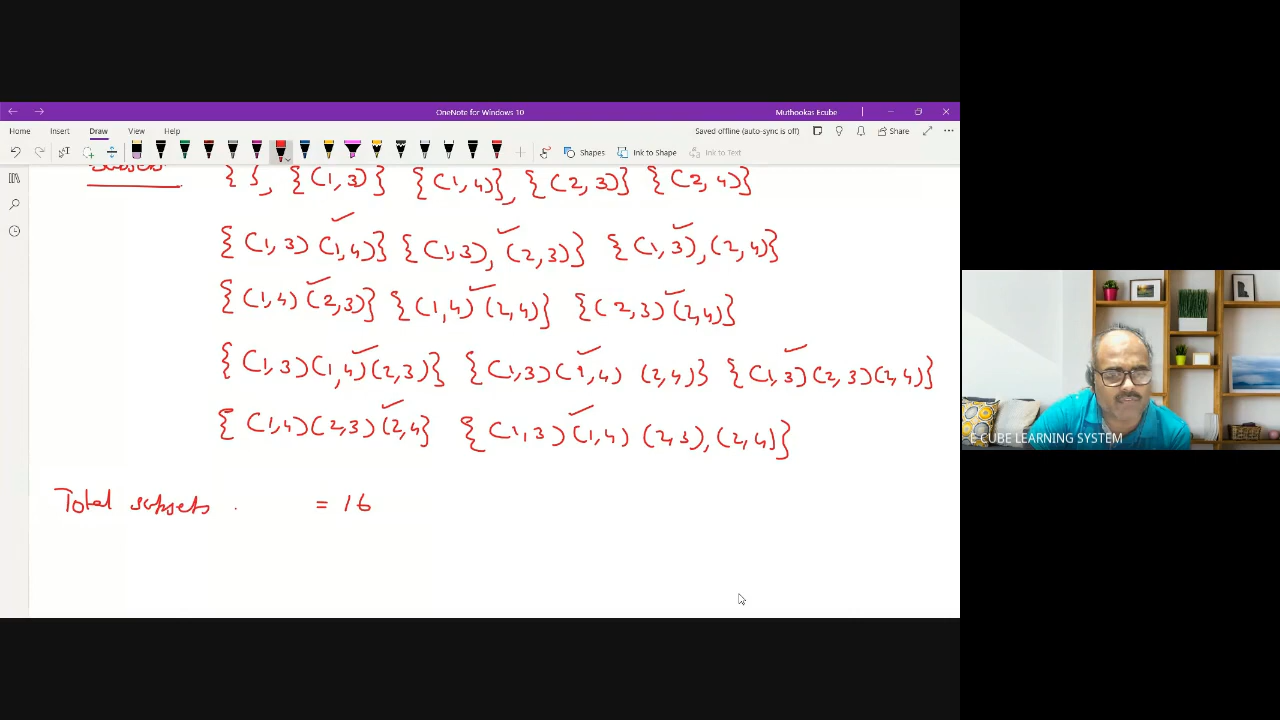 OneNote for Windows 10
Muthookas Ecube
Home Insert Draw View Help
Saved offline (auto-sync is off) Share ...
Shapes Ink to Shape Ink to Text
{ }, {(1,3)} {(1,4)}, {(2,3)} {(2,4)}
{(1,3) (1,4)} {(1,3), (2,3)} {(1,3), (2,4)}
{(1,4) (2,3)} {(1,4) (2,4)} {(2,3) (2,4)}
{(1,3)(1,4)(2,3)} {(1,3)(1,4) (2,4)} {(1,3)(2,3)(2,4)}
{(1,4)(2,3)(2,4)} {(1,3)(1,4) (2,3), (2,4)}
Total subsets . = 16
E CUBE LEARNING SYSTEM